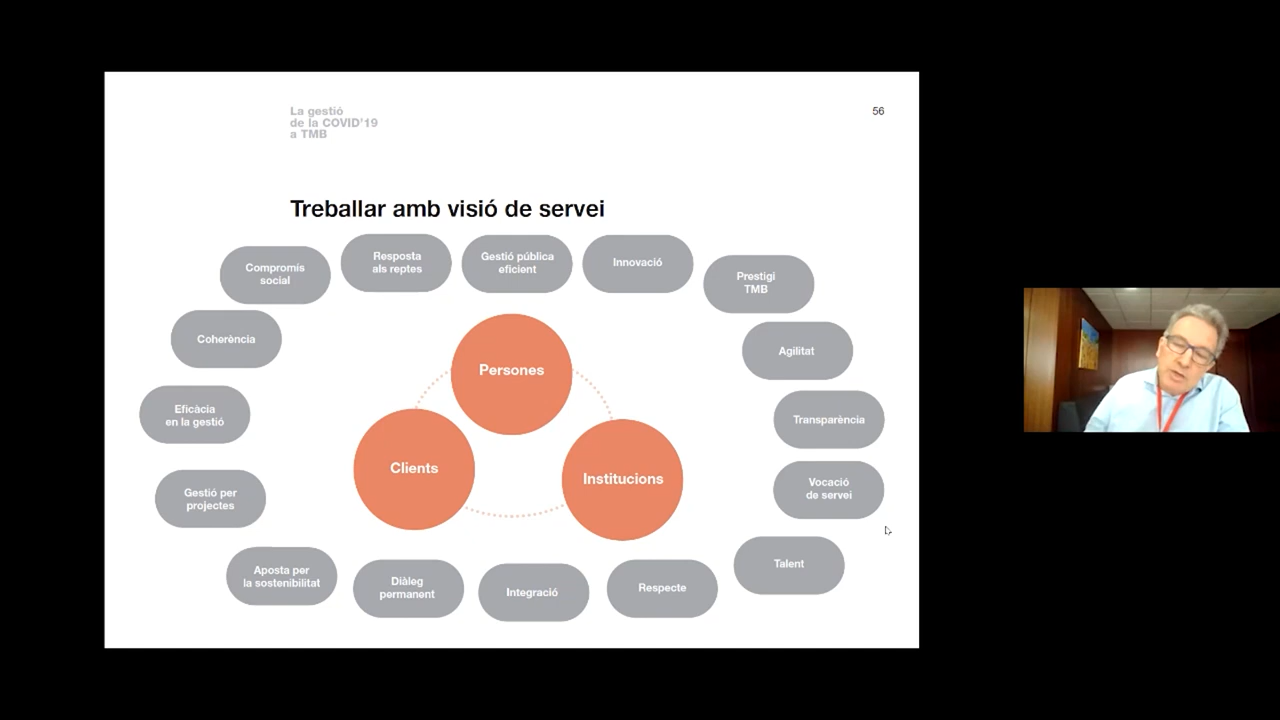 La gestió
de la COVID'19
a TMB
56
Treballar amb visió de servei
Compromís
social
Resposta
als reptes
Gestió pública
eficient
Innovació
Prestigi
TMB
Coherència
Agilitat
Persones
Eficàcia
en la gestió
Transparència
Clients
Institucions
Gestió per
projectes
Vocació
de servei
Aposta per
la sostenibilitat
Diàleg
permanent
Integració
Respecte
Talent